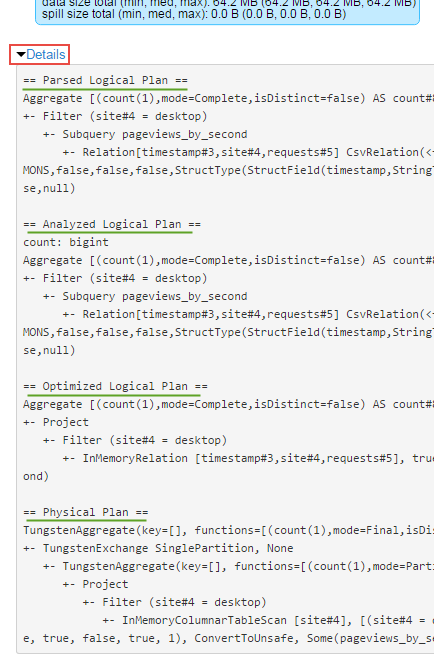 data size total (min, med, max): 64.2 MB (64.2 MB, 64.2 MB, 64.2 MB)
spill size total (min, med, max): 0.0 B (0.0 B, 0.0 B, 0.0 B)
Details
== Parsed Logical Plan ==
Aggregate [(count(1),mode=Complete,isDistinct=false) AS count#8
+- Filter (site#4 = desktop)
+- Subquery pageviews_by_second
+- Relation[timestamp#3,site#4,requests#5] CsvRelation(<
MONS,false,false,false,StructType(StructField(timestamp,String
se,null)
== Analyzed Logical Plan ==
count: bigint
Aggregate [(count(1),mode=Complete,isDistinct=false) AS count#8
+- Filter (site#4 = desktop)
+- Subquery pageviews_by_second
+- Relation[timestamp#3,site#4,requests#5] CsvRelation(<
MONS,false,false,false,StructType(StructField(timestamp,String
se,null)
== Optimized Logical Plan ==
Aggregate [(count(1),mode=Complete,isDistinct=false) AS count#8
+- Project
+- Filter (site#4 = desktop)
+- InMemoryRelation [timestamp#3,site#4,requests#5], true
ond)
== Physical Plan ==
TungstenAggregate(key=[], functions=[(count(1),mode=Final,isDis
+- TungstenExchange SinglePartition, None
+- TungstenAggregate(key=[], functions=[(count(1),mode=Parti
+- Project
+- Filter (site#4 = desktop)
+- InMemoryColumnarTableScan [site#4], [(site#4 =
e, true, false, true, 1), ConvertToUnsafe, Some(pageviews_by_se